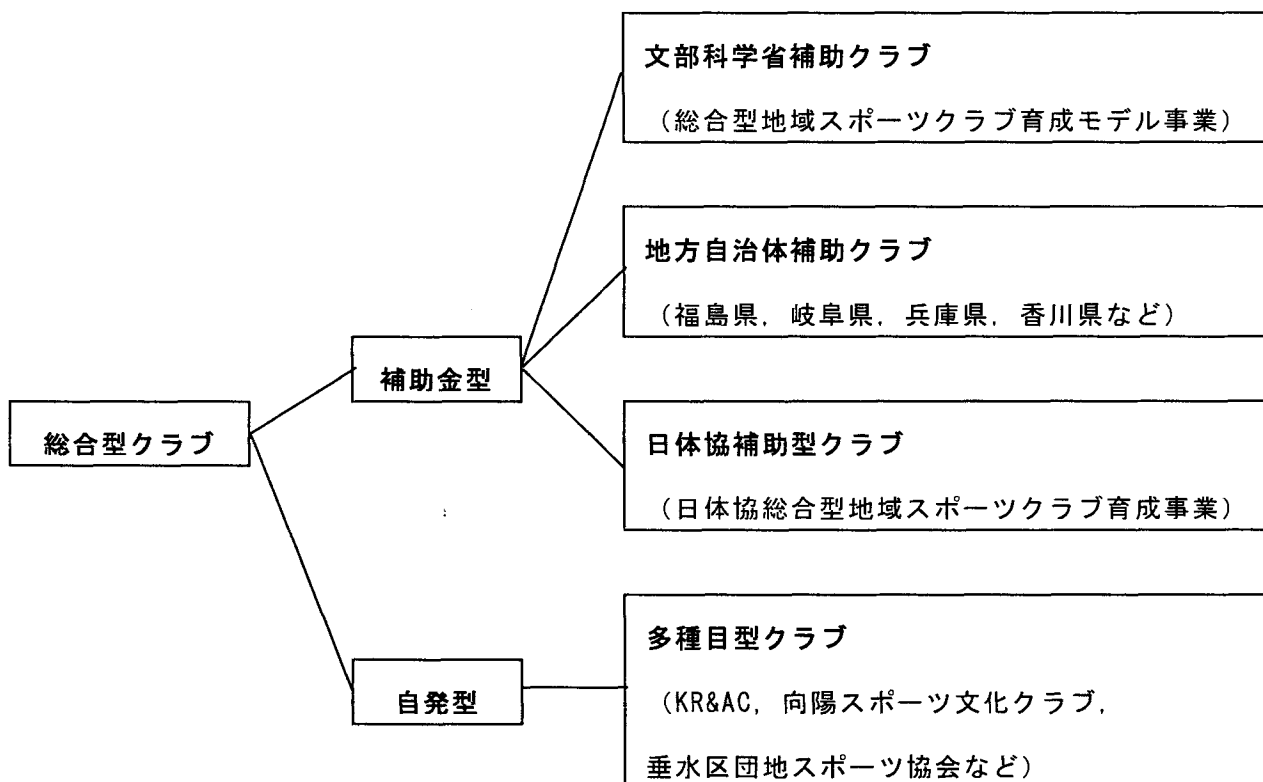 文部科学省補助クラブ
(総合型地域スポーツクラブ育成モデル事業)
地方自治体補助クラブ
(福島県，岐阜県，兵庫県，香川県など)
補助金型
総合型クラブ
日体協補助型クラブ
(日体協総合型地域スポーツクラブ育成事業)
多種目型クラブ
自発型
(KR&AC，向陽スポーツ文化クラブ，
垂水区団地スポーツ協会など)